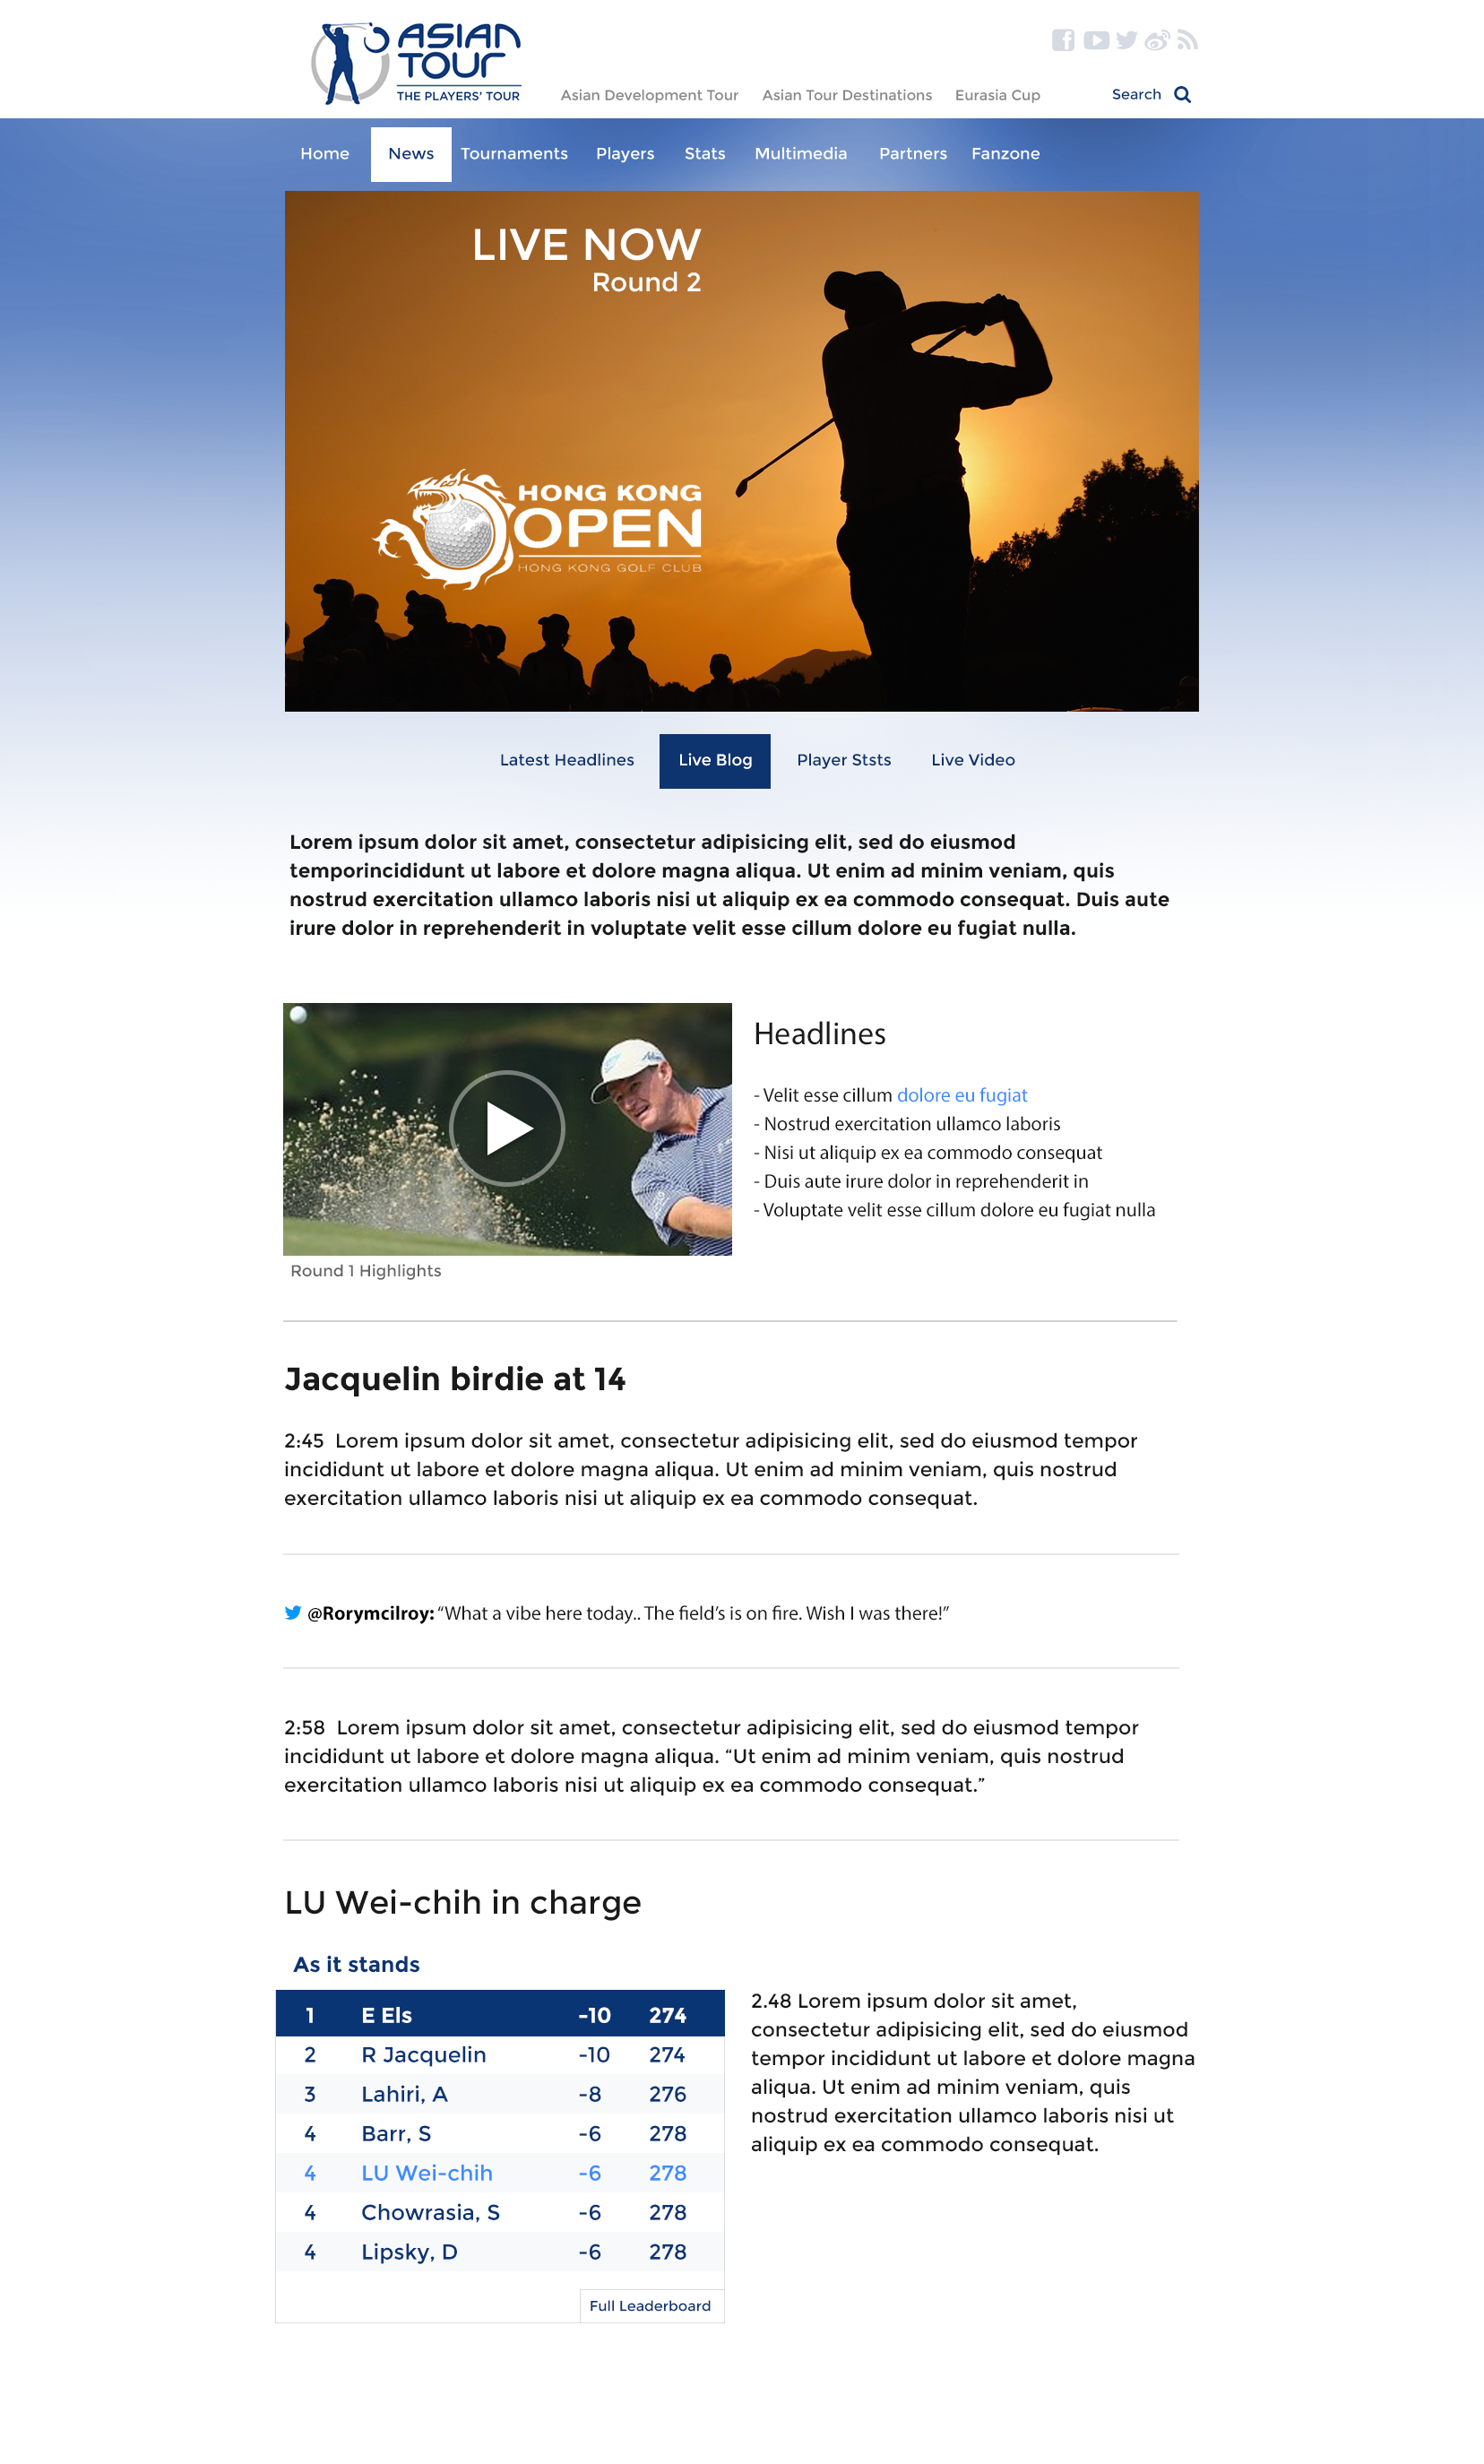 ASIAN
TOUR
THE PLAYERS' TOUR
Asian Development Tour Asian Tour Destinations Eurasia Cup Search
Home News Tournaments Players Stats Multimedia Partners Fanzone
LIVE NOW
Round 2
HONG KONG
OPEN
HONG KONG GOLF CLUB
Latest Headlines Live Blog Player Ststs Live Video
Lorem ipsum dolor sit amet, consectetur adipisicing elit, sed do eiusmod
temporincididunt ut labore et dolore magna aliqua. Ut enim ad minim veniam, quis
nostrud exercitation ullamco laboris nisi ut aliquip ex ea commodo consequat. Duis aute
irure dolor in reprehenderit in voluptate velit esse cillum dolore eu fugiat nulla.
Headlines
- Velit esse cillum dolore eu fugiat
- Nostrud exercitation ullamco laboris
- Nisi ut aliquip ex ea commodo consequat
- Duis aute irure dolor in reprehenderit in
- Voluptate velit esse cillum dolore eu fugiat nulla
Round 1 Highlights
Jacquelin birdie at 14
2:45 Lorem ipsum dolor sit amet, consectetur adipisicing elit, sed do eiusmod tempor
incididunt ut labore et dolore magna aliqua. Ut enim ad minim veniam, quis nostrud
exercitation ullamco laboris nisi ut aliquip ex ea commodo consequat.
@Rorymcilroy: “What a vibe here today.. The field’s is on fire. Wish I was there!”
2:58 Lorem ipsum dolor sit amet, consectetur adipisicing elit, sed do eiusmod tempor
incididunt ut labore et dolore magna aliqua. “Ut enim ad minim veniam, quis nostrud
exercitation ullamco laboris nisi ut aliquip ex ea commodo consequat.”
LU Wei-chih in charge
As it stands
1 E Els -10 274
2 R Jacquelin -10 274
3 Lahiri, A -8 276
4 Barr, S -6 278
4 LU Wei-chih -6 278
4 Chowrasia, S -6 278
4 Lipsky, D -6 278
Full Leaderboard
2.48 Lorem ipsum dolor sit amet,
consectetur adipisicing elit, sed do eiusmod
tempor incididunt ut labore et dolore magna
aliqua. Ut enim ad minim veniam, quis
nostrud exercitation ullamco laboris nisi ut
aliquip ex ea commodo consequat.